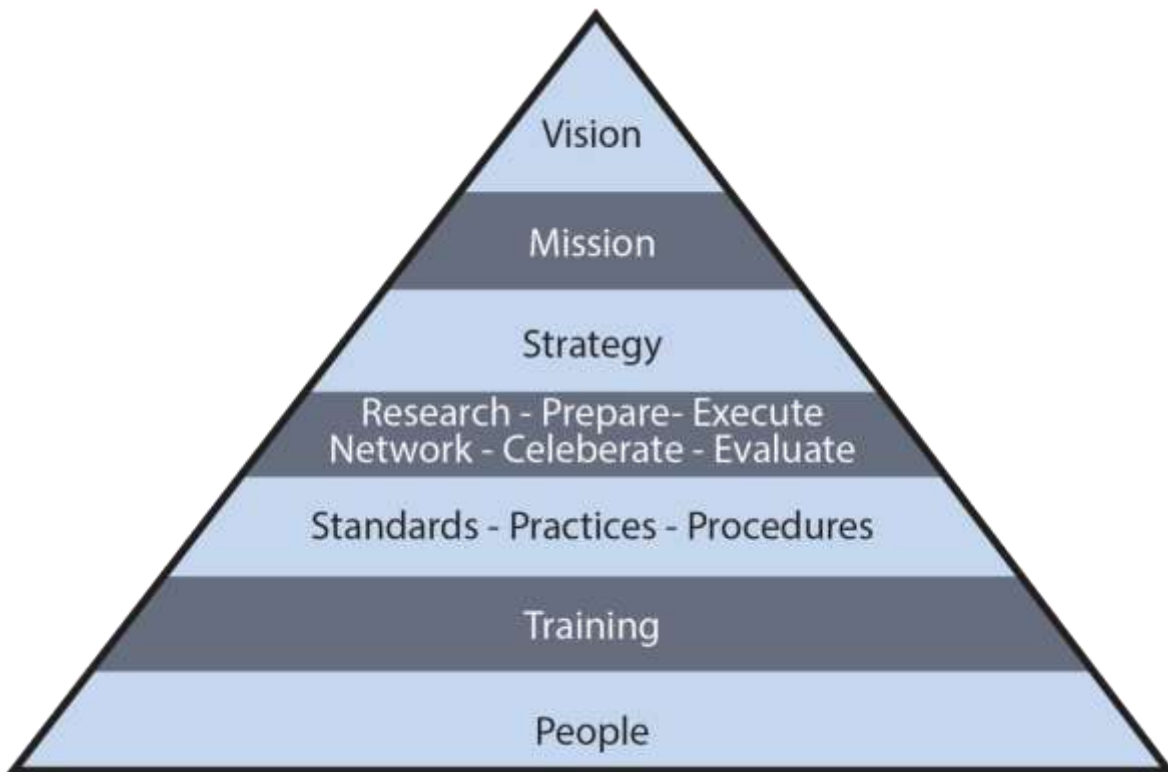 Vision
Mission
Strategy
Research - Prepare- Execute
Network - Celeberate - Evaluate
Standards - Practices - Procedures
Training
People